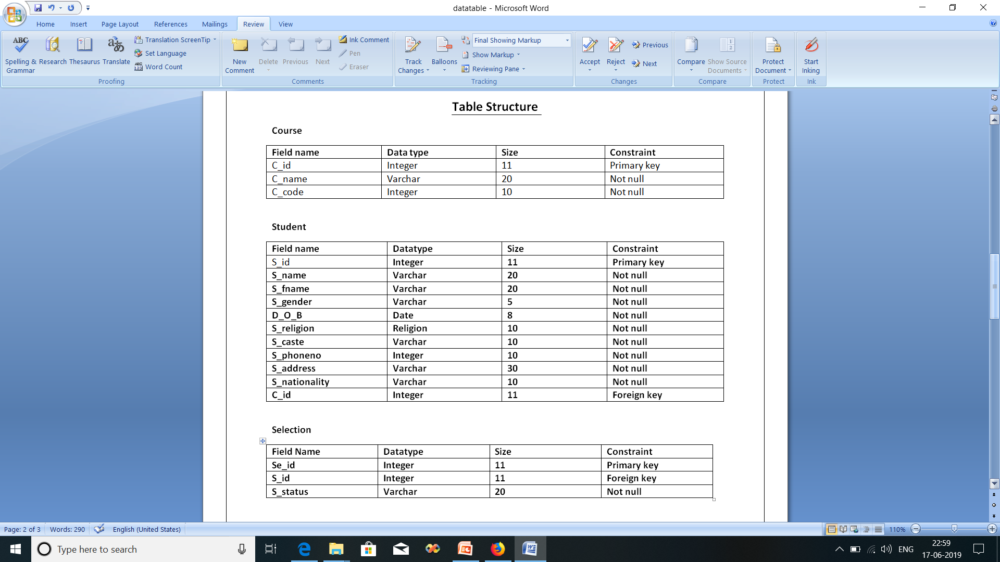 datatable - Microsoft Word
Home Insert Page Layout References Mailings Review View
ABC Spelling & Grammar Research Thesaurus Translate
Translation ScreenTip
Set Language
ABC 123 Word Count
Proofing
New Comment Delete Previous Next
Ink Comment
Pen
Eraser
Comments
Track Changes Balloons
Final Showing Markup
Show Markup
Reviewing Pane
Tracking
Accept Reject
Previous
Next
Changes
Compare Show Source Documents
Compare
Protect Document
Protect
Start Inking
Ink
Table Structure
Course
Field name Data type Size Constraint
C_id Integer 11 Primary key
C_name Varchar 20 Not null
C_code Integer 10 Not null
Student
Field name Datatype Size Constraint
S_id Integer 11 Primary key
S_name Varchar 20 Not null
S_fname Varchar 20 Not null
S_gender Varchar 5 Not null
D_O_B Date 8 Not null
S_religion Religion 10 Not null
S_caste Varchar 10 Not null
S_phoneno Integer 10 Not null
S_address Varchar 30 Not null
S_nationality Varchar 10 Not null
C_id Integer 11 Foreign key
Selection
Field Name Datatype Size Constraint
Se_id Integer 11 Primary key
S_id Integer 11 Foreign key
S_status Varchar 20 Not null
Page: 2 of 3 Words: 290 English (United States) 110%
Type here to search
ENG
22:59
17-06-2019